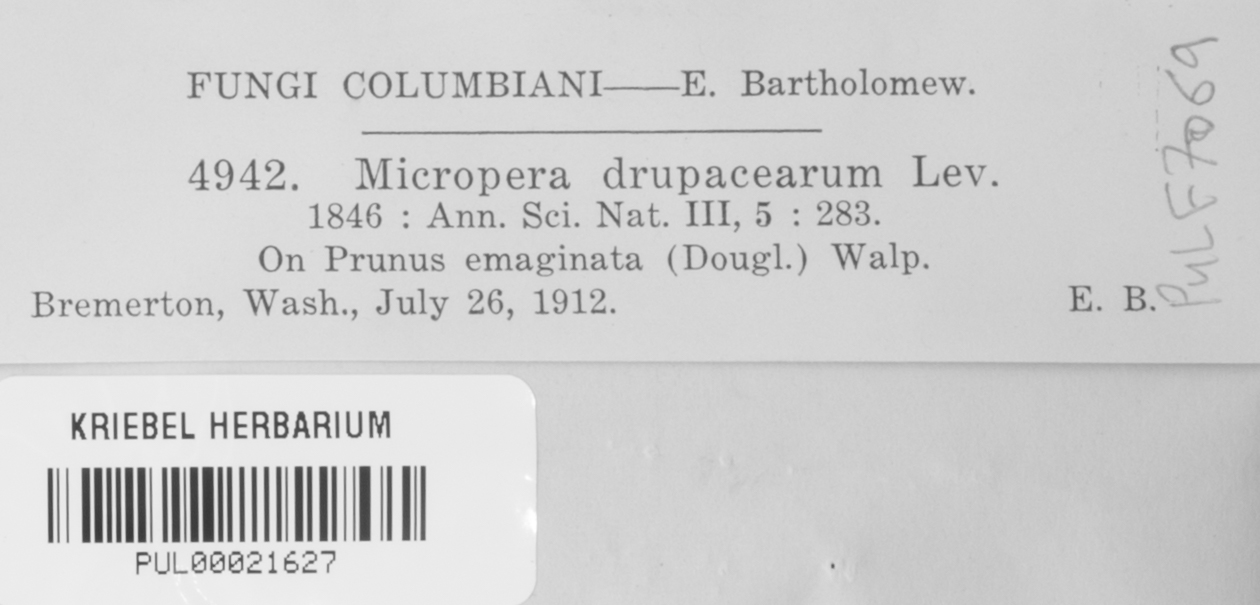 FUNGI COLUMBIANI——E. Bartholomew.
4942. Micropera drupacearum Lev.
1846 : Ann. Sci. Nat. III, 5 : 283.
On Prunus emaginata (Dougl.) Walp.
Bremerton, Wash., July 26, 1912. E. B.
PUL F7069
KRIEBEL HERBARIUM
PUL00021627